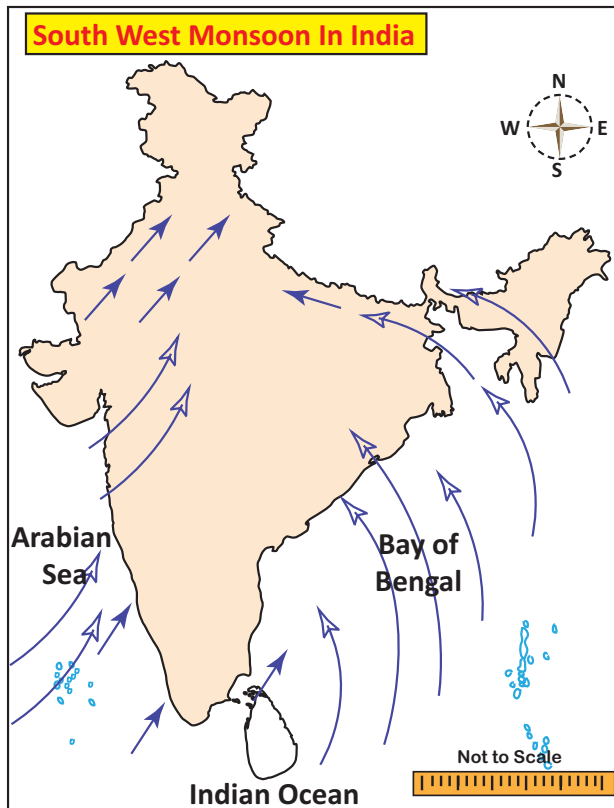 South West Monsoon In India
N
W
E
S
Arabian
Sea
Bay of
Bengal
Not to Scale
Indian Ocean